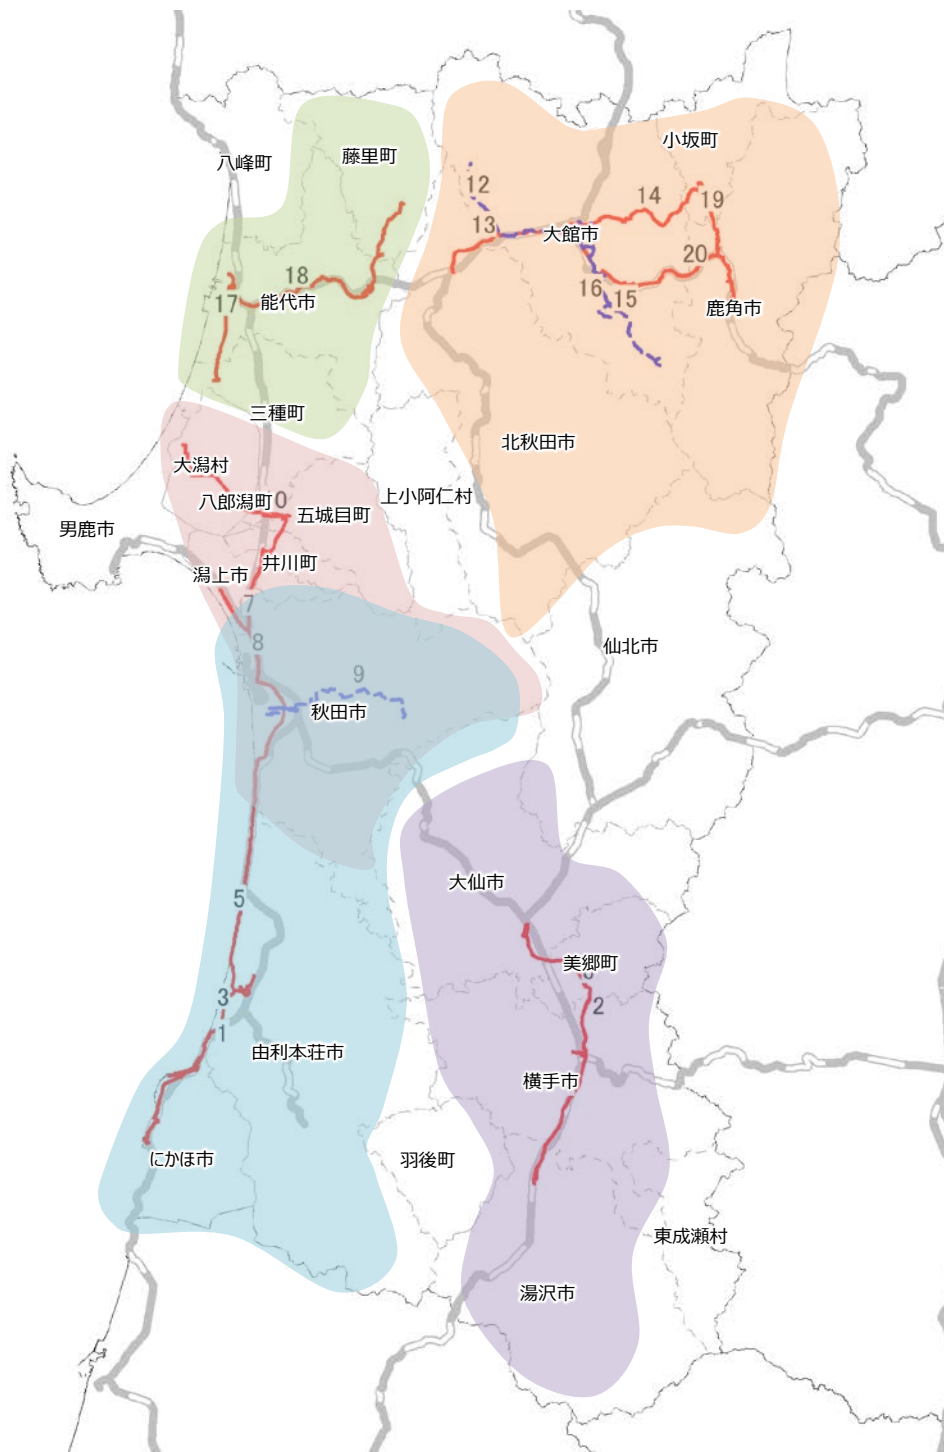 小坂町
八峰町
藤里町
12
14
19
13
大館市
20
18
16
15
能代市
17
鹿角市
三種町
北秋田市
大潟村
上小阿仁村
八郎潟町
0
五城目町
男鹿市
井川町
潟上市
7
8
仙北市
9
秋田市
大仙市
5
美郷町
3
2
1
由利本荘市
横手市
にかほ市
羽後町
東成瀬村
湯沢市